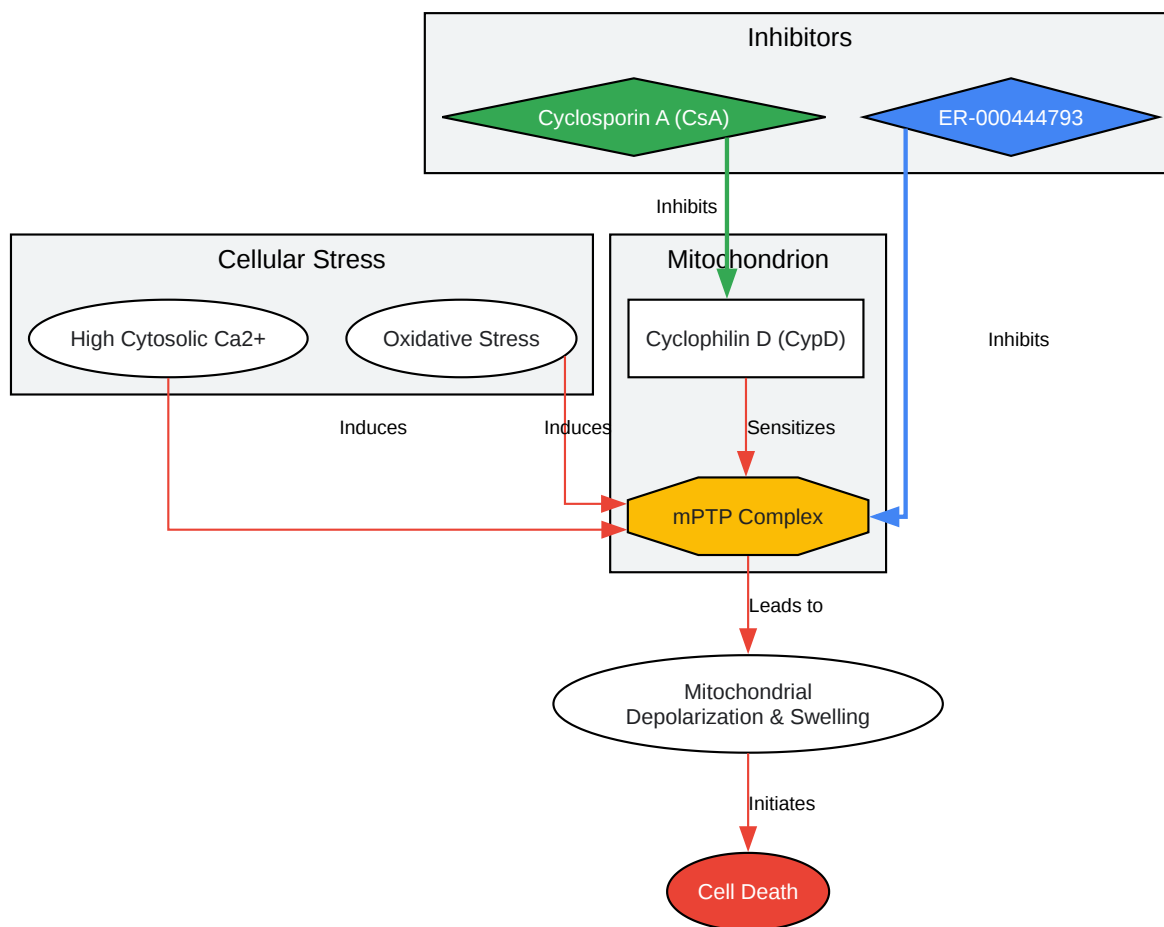 Inhibitors
Cyclosporin A (CsA)
ER-000444793
Inhibits
Cellular Stress
Mitochondrion
High Cytosolic Ca2+
Oxidative Stress
Cyclophilin D (CypD)
Inhibits
Induces
Induces
Sensitizes
mPTP Complex
Leads to
Mitochondrial
Depolarization & Swelling
Initiates
Cell Death